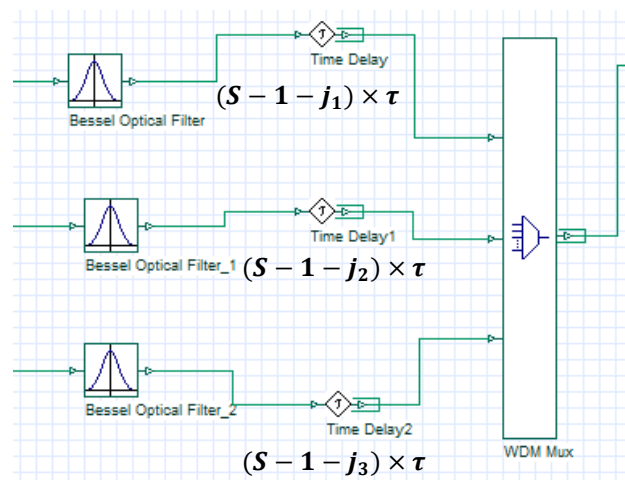 Time Delay
(S − 1 − j₁) × τ
Bessel Optical Filter
Time Delay1
Bessel Optical Filter_1
(S − 1 − j₂) × τ
Bessel Optical Filter_2
Time Delay2
WDM Mux
(S − 1 − j₃) × τ